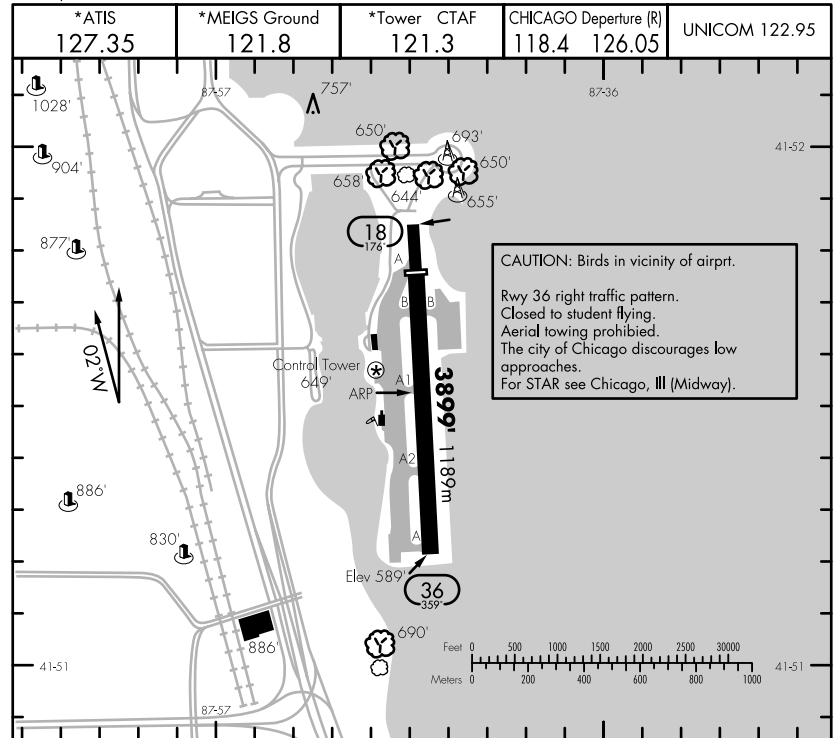 *ATIS
127.35
*MEIGS Ground
121.8
*Tower CTAF
121.3
CHICAGO Deperture (R)
118.4 126.05
UNICOM 122.95
1028'
87-57
757'
87-36
650'
693'
41-52
904'
658'
644'
650'
655'
877'
18
176°
A
CAUTION: Birds in vicinity of airprt.
Rwy 36 right traffic pattern.
Closed to student flying.
Aerial towing prohibied.
The city of Chicago discourages low
approaches.
For STAR see Chicago, Ill (Midway).
B B
02°W
Control Tower
649'
ARP
A1
3899'
1189m
A2
886'
830'
A
Elev 589'
36
359°
886'
690'
Feet 0 500 1000 1500 2000 2500 30000
Meters 0 200 400 600 800 1000
41-51
41-51
87-57